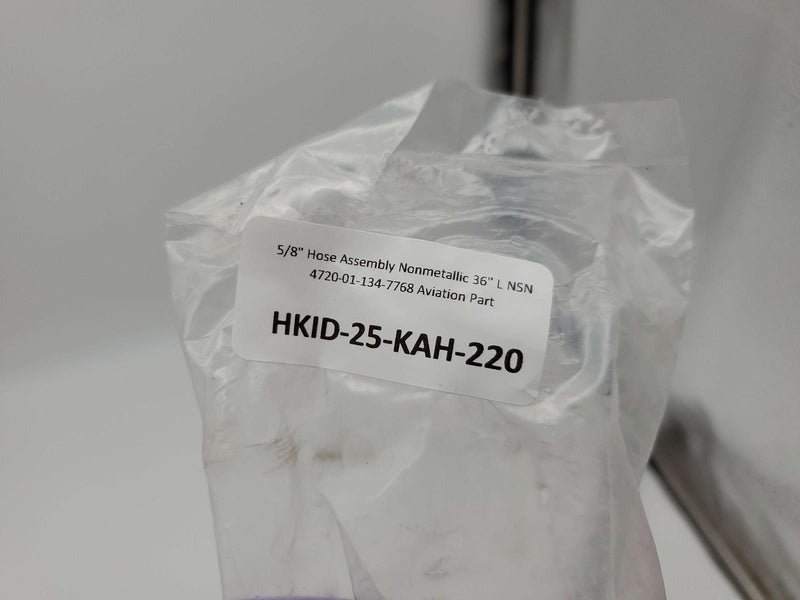 5/8" Hose Assembly Nonmetallic 36" L NSN
4720-01-134-7768 Aviation Part
HKID-25-KAH-220